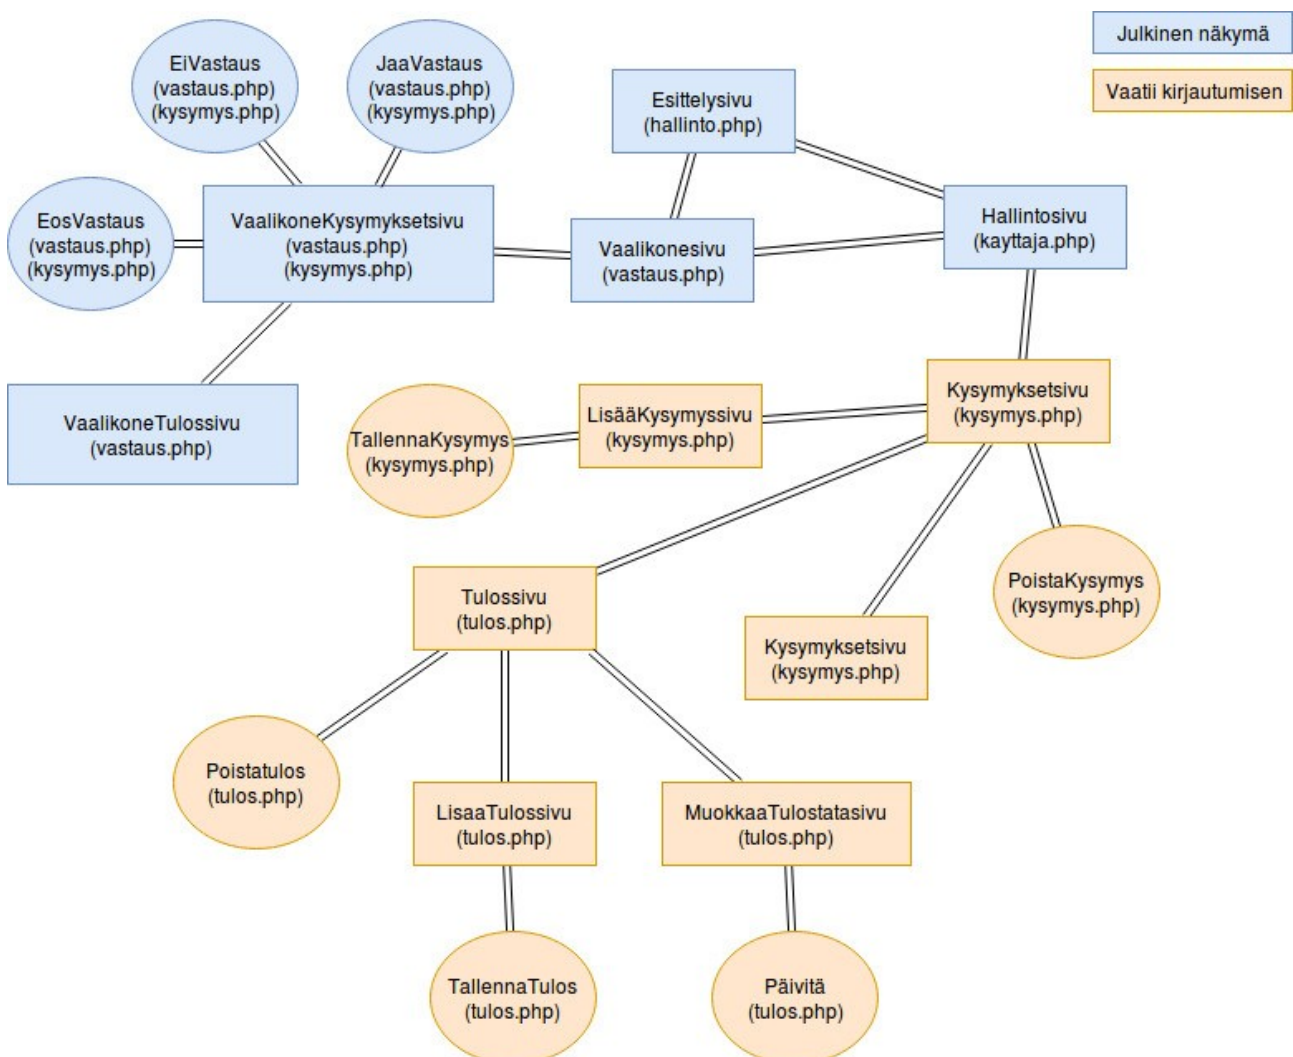 Julkinen näkymä
Vaatii kirjautumisen
EiVastaus
(vastaus.php)
(kysymys.php)
JaaVastaus
(vastaus.php)
(kysymys.php)
Esittelysivu
(hallinto.php)
EosVastaus
(vastaus.php)
(kysymys.php)
VaalikoneKysymyksetsivu
(vastaus.php)
(kysymys.php)
Vaalikonesivu
(vastaus.php)
Hallintosivu
(kayttaja.php)
VaalikoneTulossivu
(vastaus.php)
TallennaKysymys
(kysymys.php)
LisääKysymyssivu
(kysymys.php)
Kysymyksetsivu
(kysymys.php)
Tulossivu
(tulos.php)
Kysymyksetsivu
(kysymys.php)
PoistaKysymys
(kysymys.php)
Poistatulos
(tulos.php)
LisaaTulossivu
(tulos.php)
MuokkaaTulostatasivu
(tulos.php)
TallennaTulos
(tulos.php)
Päivitä
(tulos.php)